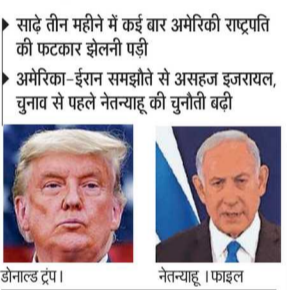 साढ़े तीन महीने में कई बार अमेरिकी राष्ट्रपति
की फटकार झेलनी पड़ी
अमेरिका-ईरान समझौते से असहज इजरायल,
चुनाव से पहले नेतन्याहू की चुनौती बढ़ी
डोनाल्ड ट्रंप।
नेतन्याहू ।फाइल